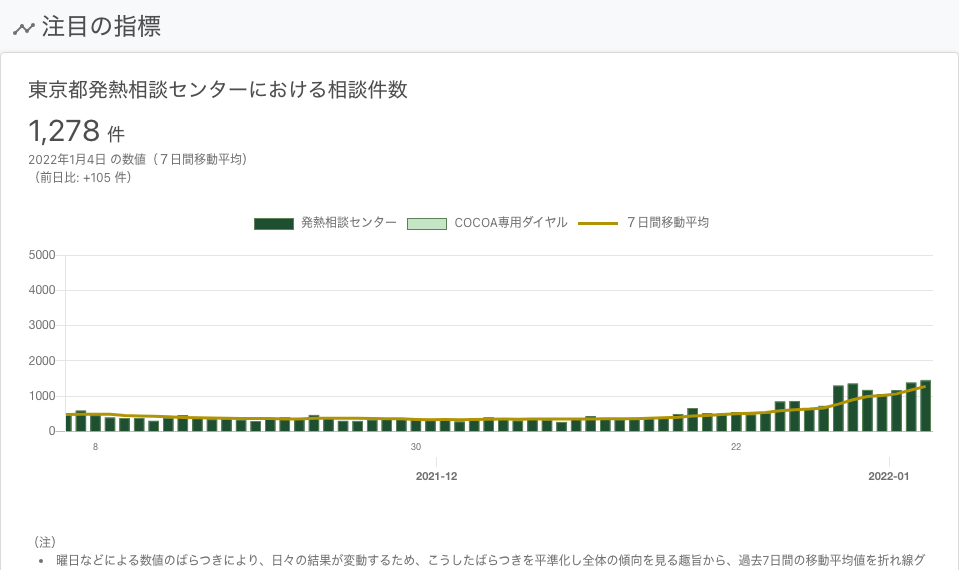 注目の指標
東京都発熱相談センターにおける相談件数
1,278 件
2022年1月4日 の数値（７日間移動平均）
（前日比: +105 件）
発熱相談センター COCOA専用ダイヤル ７日間移動平均
5000
4000
3000
2000
1000
0
8 30 22
2021-12 2022-01
（注）
• 曜日などによる数値のばらつきにより、日々の結果が変動するため、こうしたばらつきを平準化し全体の傾向を見る趣旨から、過去7日間の移動平均値を折れ線グ